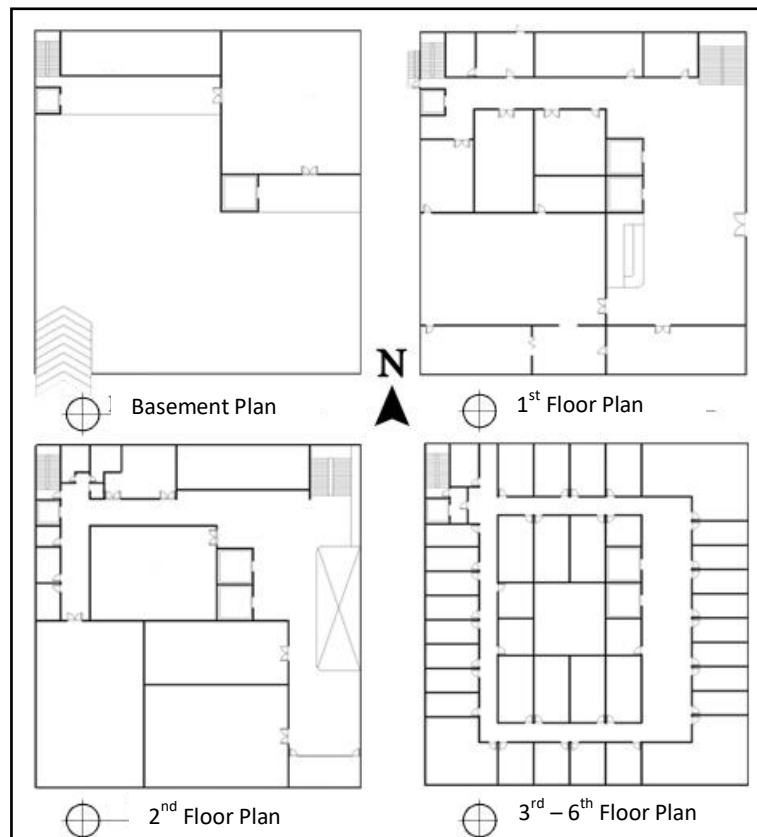 N
Basement Plan
1st Floor Plan
2nd Floor Plan
3rd – 6th Floor Plan